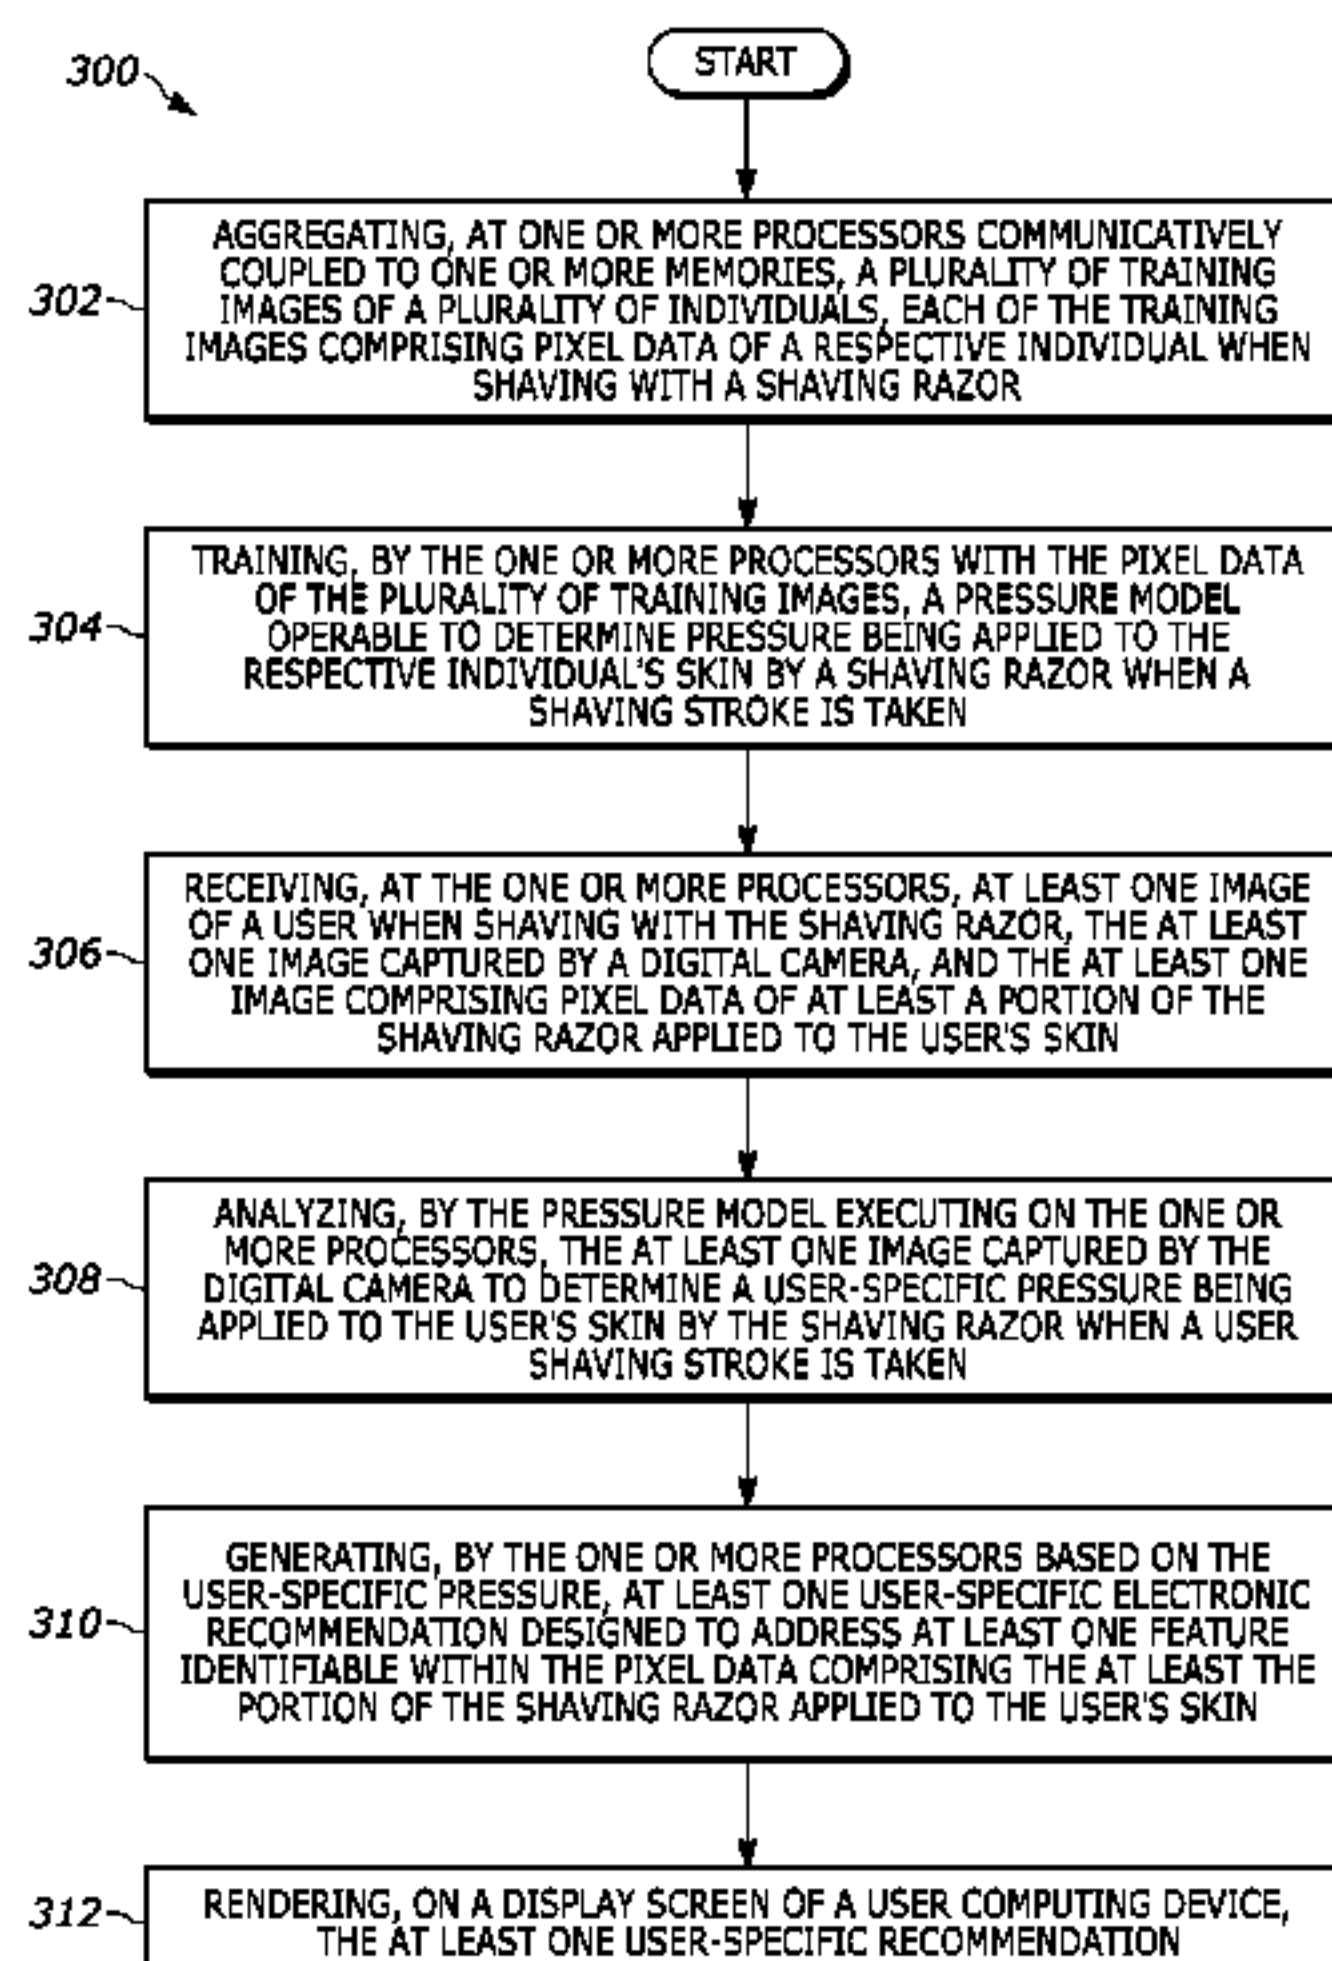 300
START
302
AGGREGATING, AT ONE OR MORE PROCESSORS COMMUNICATIVELY
COUPLED TO ONE OR MORE MEMORIES, A PLURALITY OF TRAINING
IMAGES OF A PLURALITY OF INDIVIDUALS, EACH OF THE TRAINING
IMAGES COMPRISING PIXEL DATA OF A RESPECTIVE INDIVIDUAL WHEN
SHAVING WITH A SHAVING RAZOR
304
TRAINING, BY THE ONE OR MORE PROCESSORS WITH THE PIXEL DATA
OF THE PLURALITY OF TRAINING IMAGES, A PRESSURE MODEL
OPERABLE TO DETERMINE PRESSURE BEING APPLIED TO THE
RESPECTIVE INDIVIDUAL'S SKIN BY A SHAVING RAZOR WHEN A
SHAVING STROKE IS TAKEN
306
RECEIVING, AT THE ONE OR MORE PROCESSORS, AT LEAST ONE IMAGE
OF A USER WHEN SHAVING WITH THE SHAVING RAZOR, THE AT LEAST
ONE IMAGE CAPTURED BY A DIGITAL CAMERA, AND THE AT LEAST ONE
IMAGE COMPRISING PIXEL DATA OF AT LEAST A PORTION OF THE
SHAVING RAZOR APPLIED TO THE USER'S SKIN
308
ANALYZING, BY THE PRESSURE MODEL EXECUTING ON THE ONE OR
MORE PROCESSORS, THE AT LEAST ONE IMAGE CAPTURED BY THE
DIGITAL CAMERA TO DETERMINE A USER-SPECIFIC PRESSURE BEING
APPLIED TO THE USER'S SKIN BY THE SHAVING RAZOR WHEN A USER
SHAVING STROKE IS TAKEN
310
GENERATING, BY THE ONE OR MORE PROCESSORS BASED ON THE
USER-SPECIFIC PRESSURE, AT LEAST ONE USER-SPECIFIC ELECTRONIC
RECOMMENDATION DESIGNED TO ADDRESS AT LEAST ONE FEATURE
IDENTIFIABLE WITHIN THE PIXEL DATA COMPRISING THE AT LEAST THE
PORTION OF THE SHAVING RAZOR APPLIED TO THE USER'S SKIN
312
RENDERING, ON A DISPLAY SCREEN OF A USER COMPUTING DEVICE,
THE AT LEAST ONE USER-SPECIFIC RECOMMENDATION